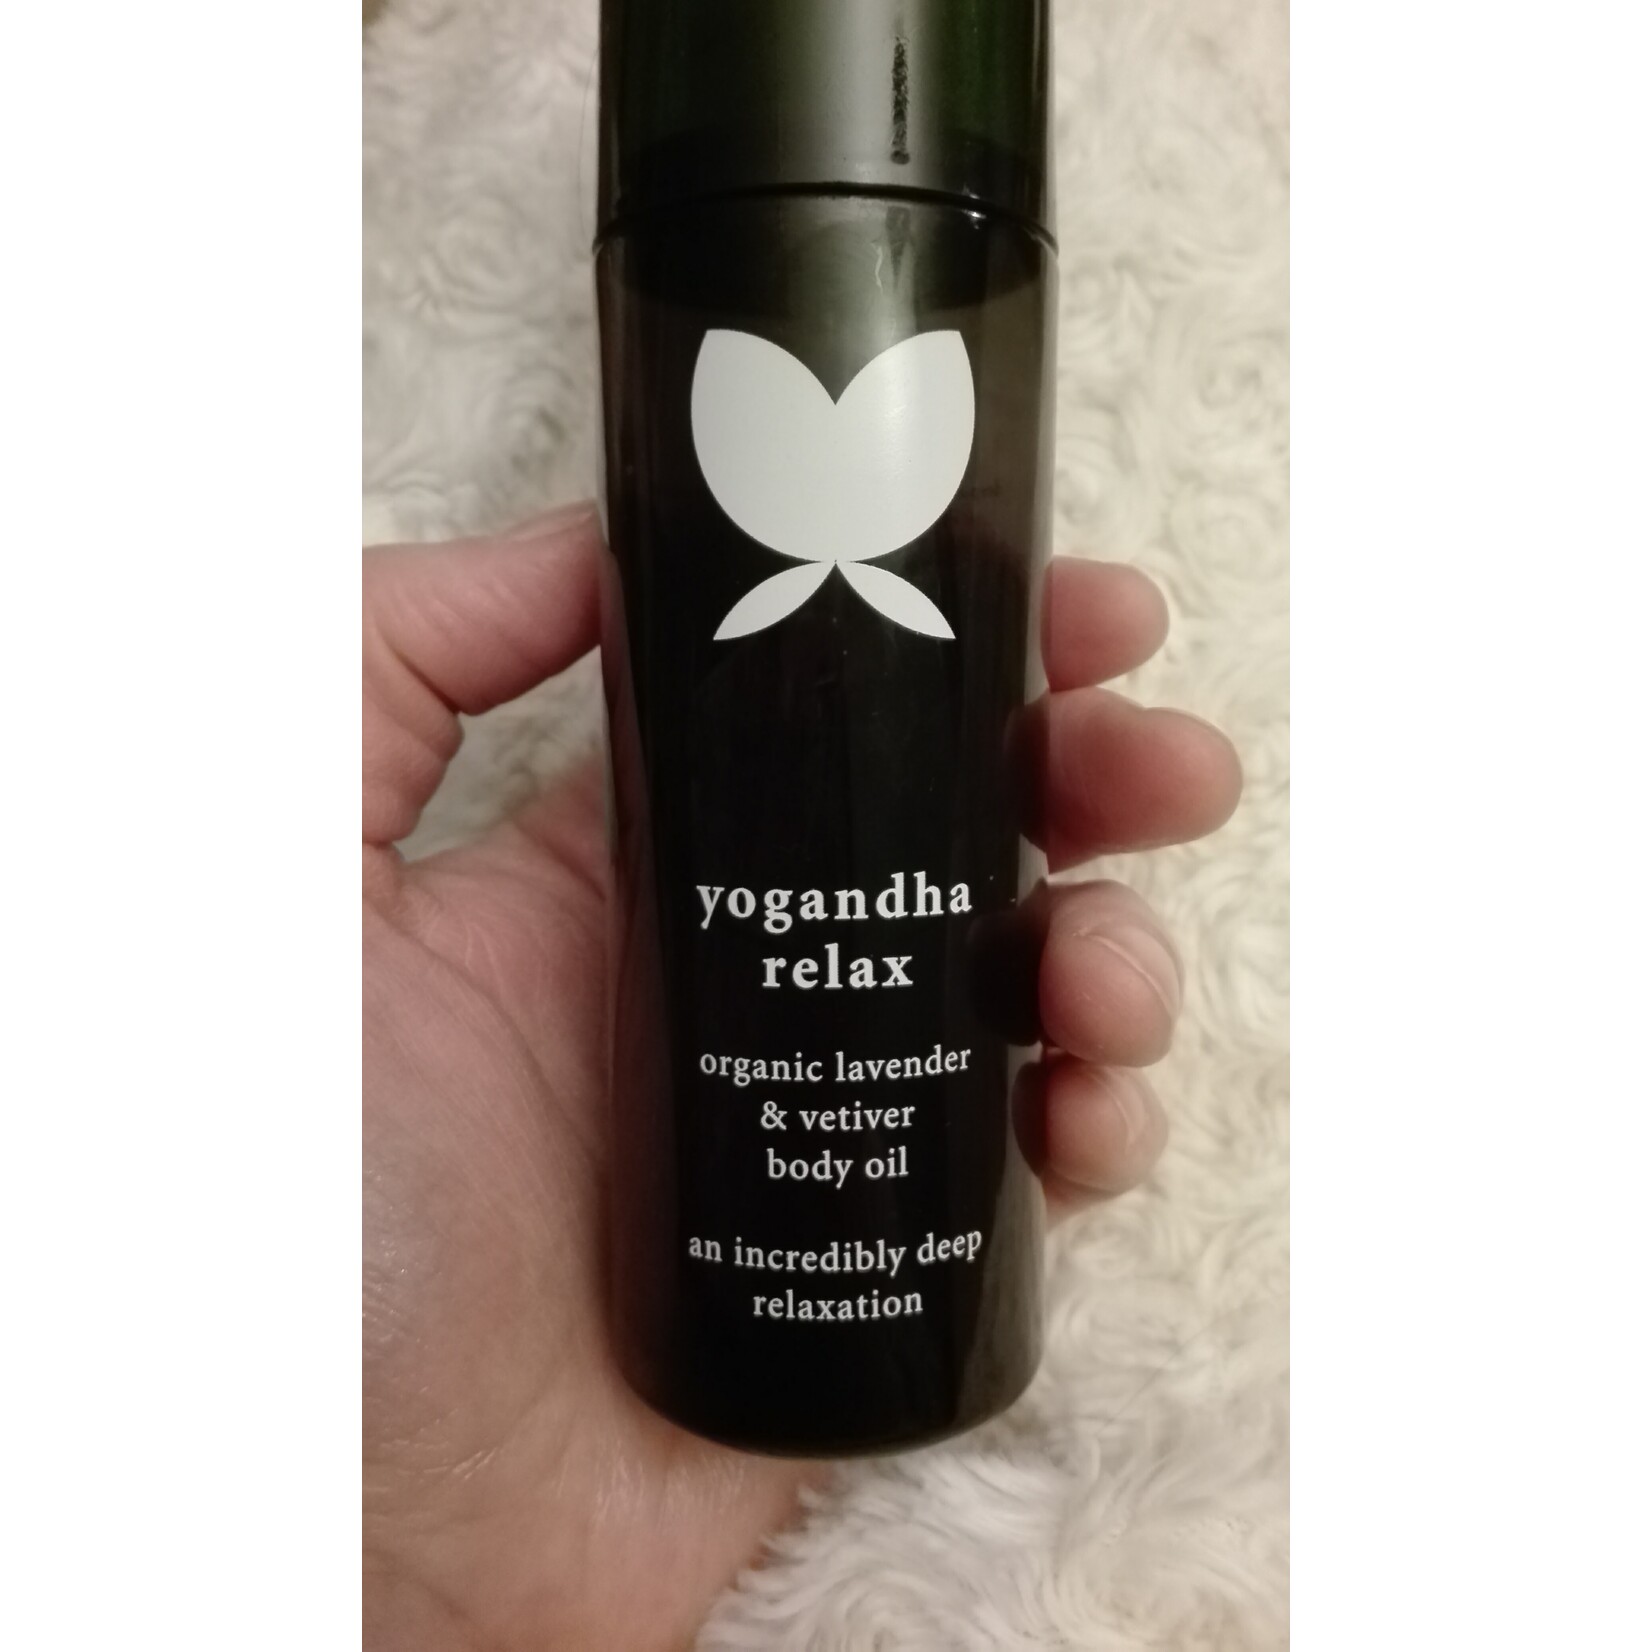 yogandha
relax
organic lavender
& vetiver
body oil
an incredibly deep
relaxation